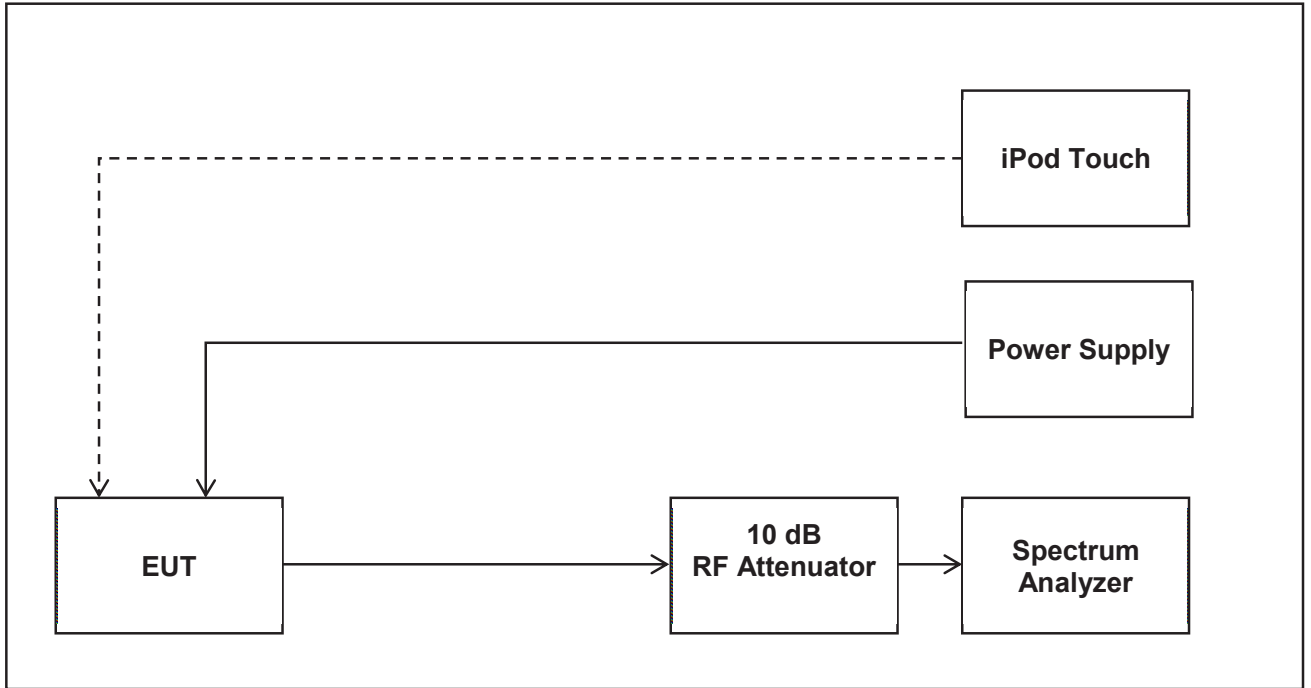 iPod Touch
Power Supply
EUT
10 dB
RF Attenuator
Spectrum
Analyzer